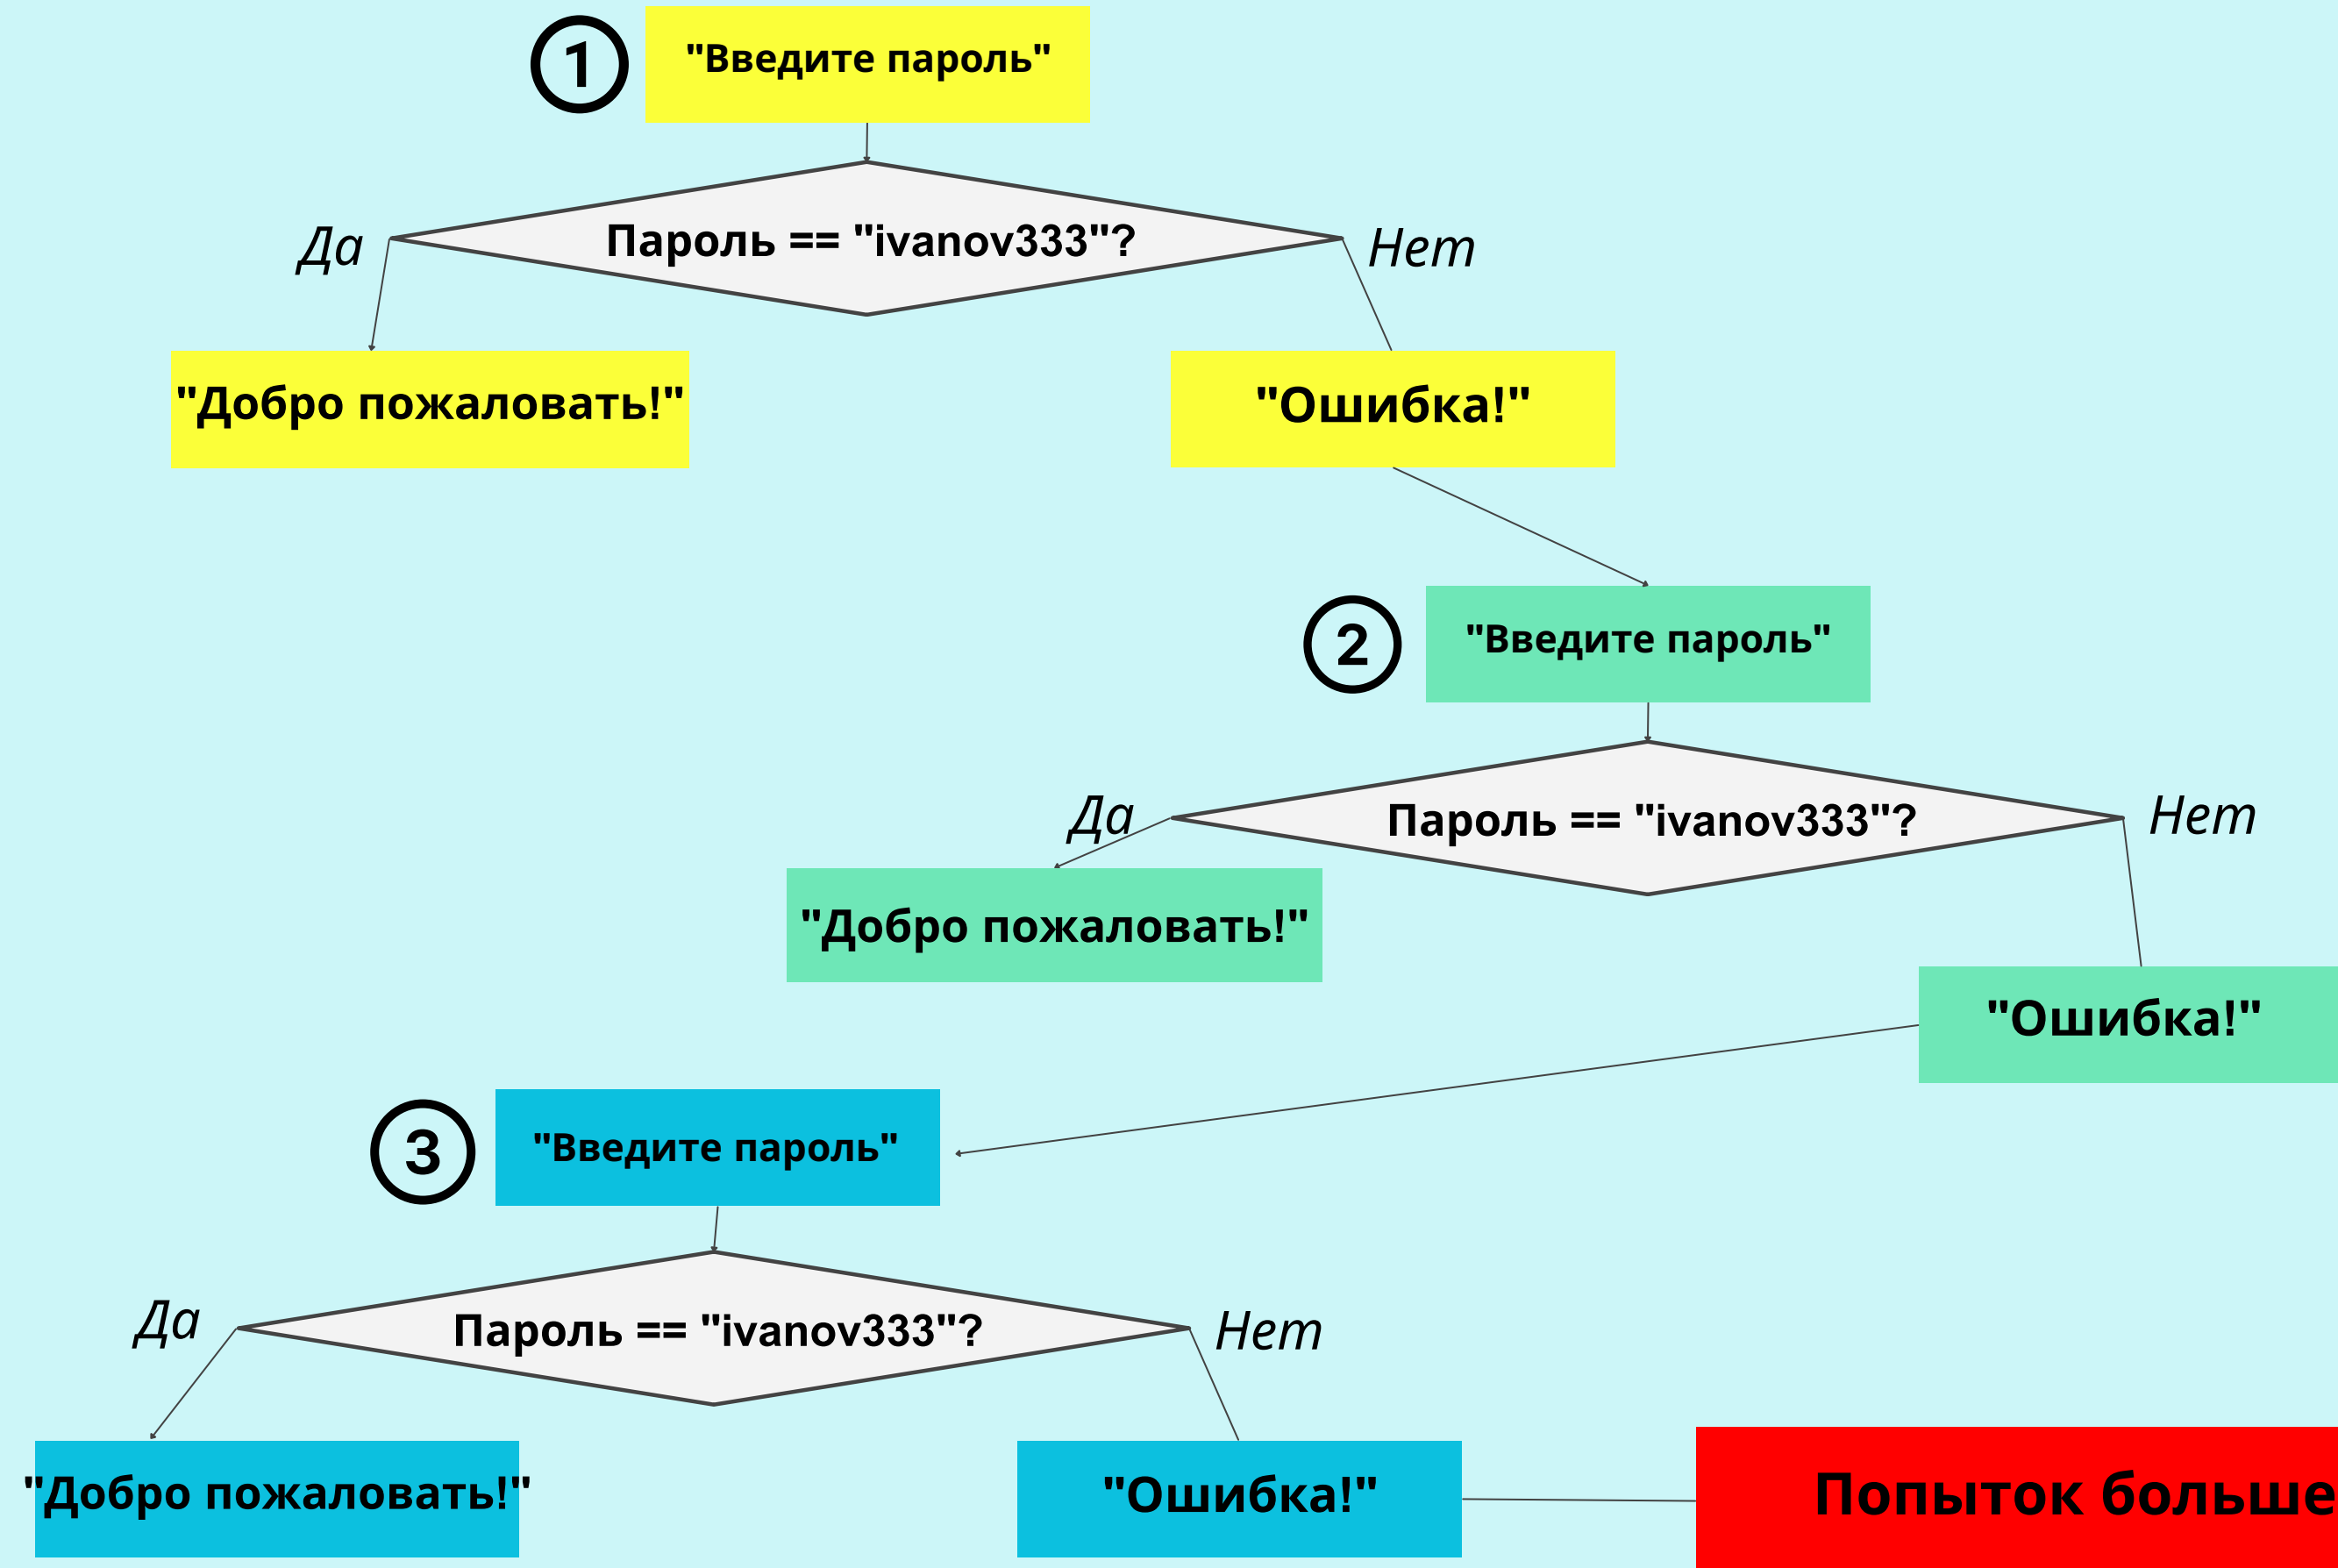 1
"Введите пароль"
Пароль == "ivanov333"?
Да
Нет
"Добро пожаловать!"
"Ошибка!"
2
"Введите пароль"
Пароль == "ivanov333"?
Да
Нет
"Добро пожаловать!"
"Ошибка!"
3
"Введите пароль"
Пароль == "ivanov333"?
Да
Нет
"Добро пожаловать!"
"Ошибка!"
Попыток больше